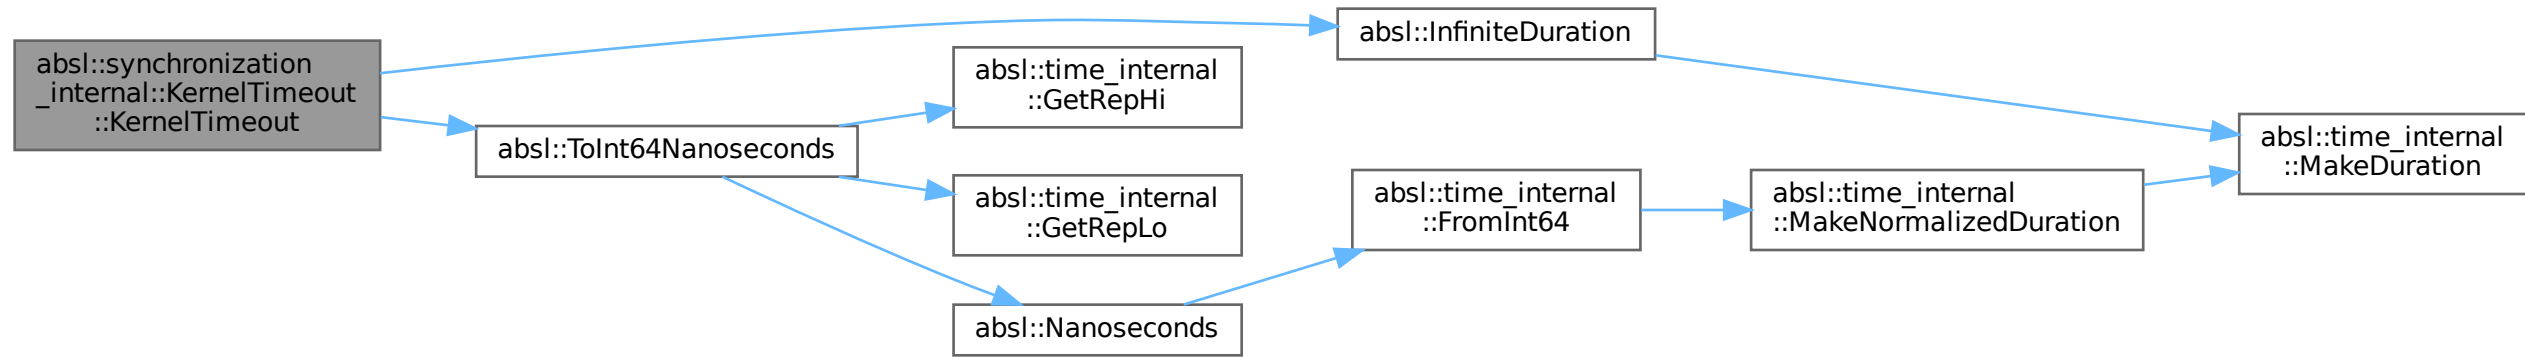 absl::synchronization
_internal::KernelTimeout
::KernelTimeout
absl::ToInt64Nanoseconds
absl::time_internal
::GetRepHi
absl::time_internal
::GetRepLo
absl::Nanoseconds
absl::InfiniteDuration
absl::time_internal
::FromInt64
absl::time_internal
::MakeNormalizedDuration
absl::time_internal
::MakeDuration